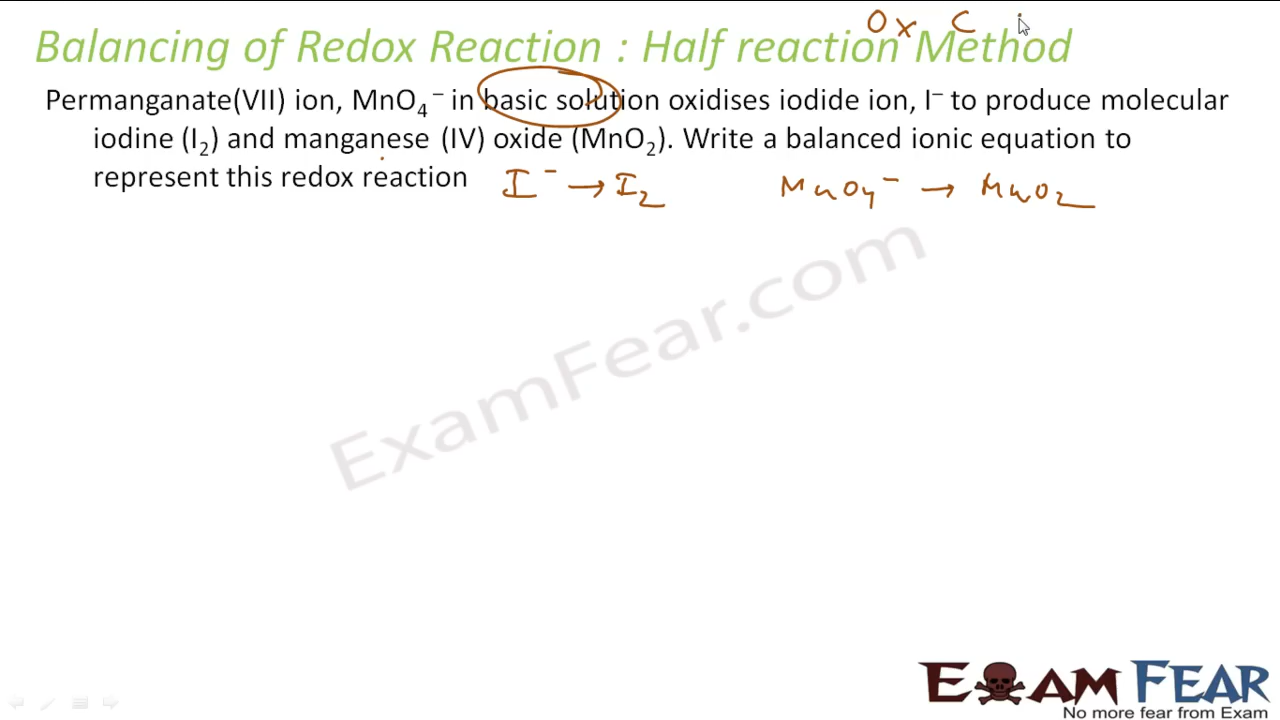 Ox C
Balancing of Redox Reaction : Half reaction Method
Permanganate(VII) ion, MnO₄⁻ in basic solution oxidises iodide ion, I⁻ to produce molecular
iodine (I₂) and manganese (IV) oxide (MnO₂). Write a balanced ionic equation to
represent this redox reaction I⁻ → I₂ MnO₄⁻ → MnO₂
ExamFear.com
EXAM FEAR
No more fear from Exam